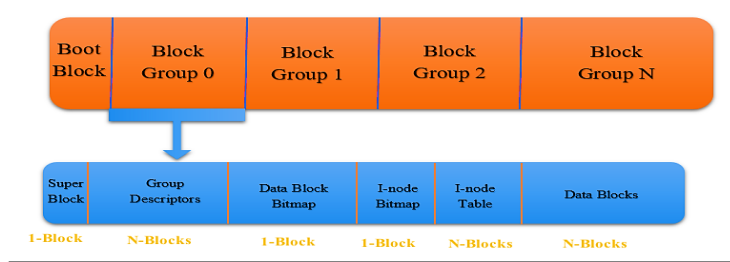 Boot
Block
Block
Group 0
Block
Group 1
Block
Group 2
Block
Group N
Super
Block
Group
Descriptors
Data Block
Bitmap
I-node
Bitmap
I-node
Table
Data Blocks
1-Block
N-Blocks
1-Block
1-Block
N-Blocks
N-Blocks